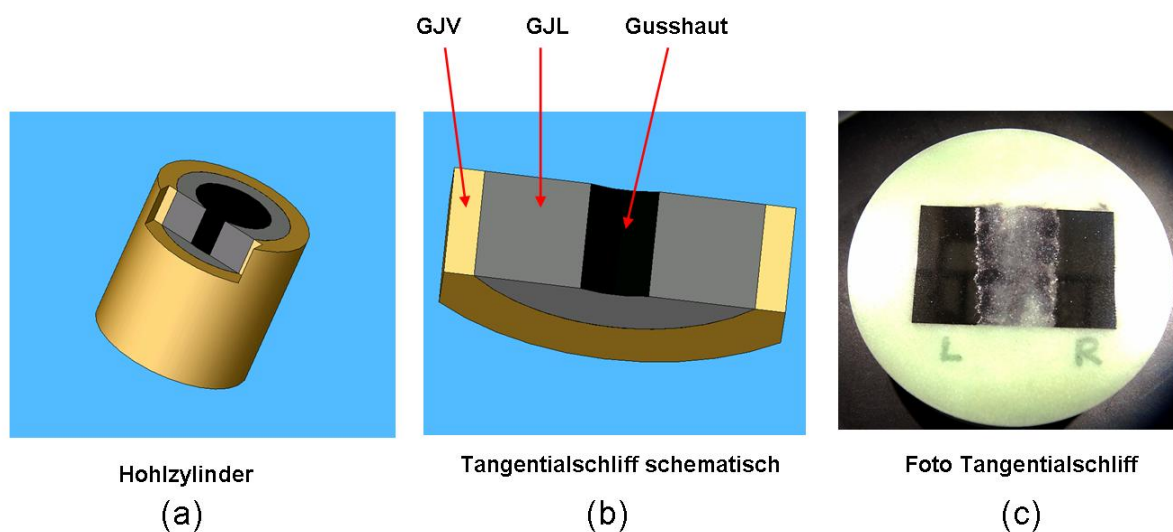 GJV GJL Gusshaut
L R
Hohlzylinder Tangentialschliff schematisch Foto Tangentialschliff
(a) (b) (c)